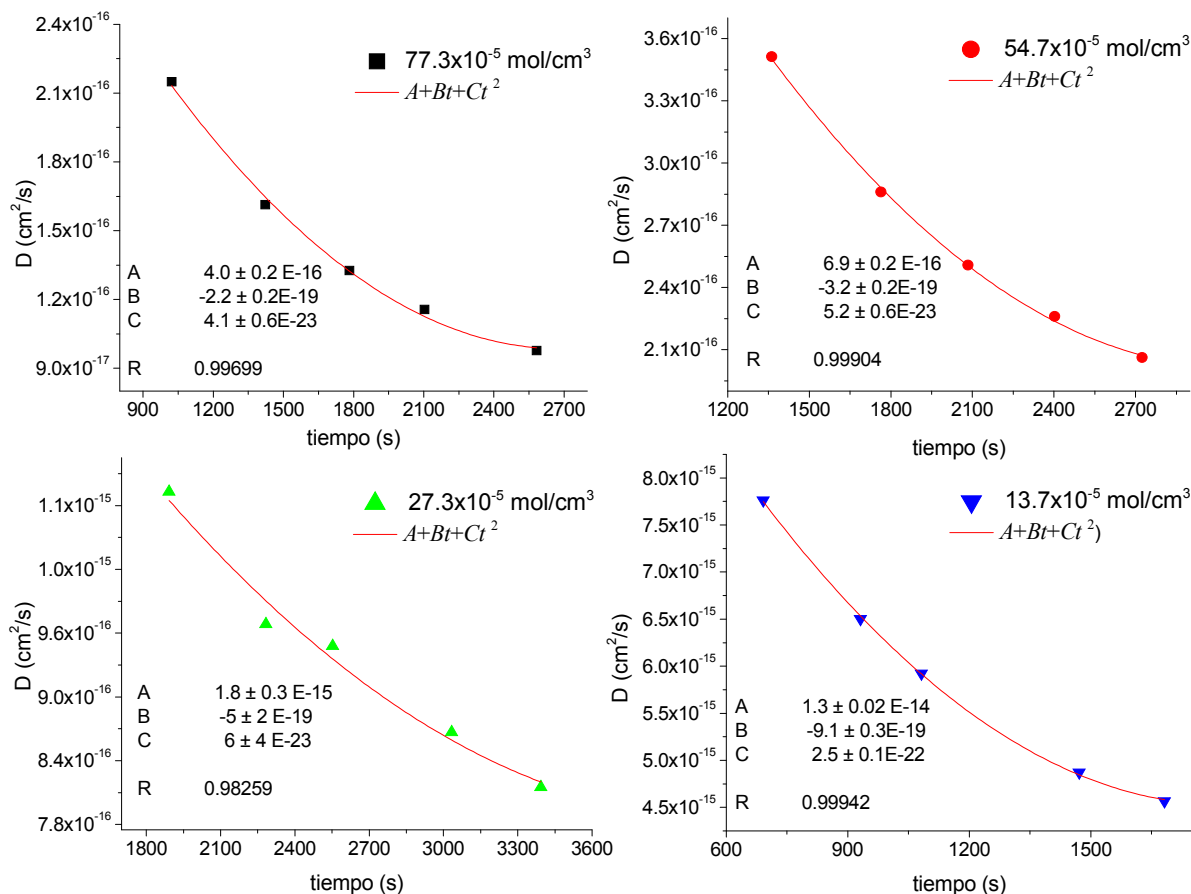 2.4x10⁻¹⁶
2.1x10⁻¹⁶
1.8x10⁻¹⁶
1.5x10⁻¹⁶
1.2x10⁻¹⁶
9.0x10⁻¹⁷
D (cm²/s)
77.3x10⁻⁵ mol/cm³
A+Bt+Ct ²
A 4.0 ± 0.2 E-16
B -2.2 ± 0.2E-19
C 4.1 ± 0.6E-23
R 0.99699
900 1200 1500 1800 2100 2400 2700
tiempo (s)
3.6x10⁻¹⁶
3.3x10⁻¹⁶
3.0x10⁻¹⁶
2.7x10⁻¹⁶
2.4x10⁻¹⁶
2.1x10⁻¹⁶
D (cm²/s)
54.7x10⁻⁵ mol/cm³
A+Bt+Ct ²
A 6.9 ± 0.2 E-16
B -3.2 ± 0.2E-19
C 5.2 ± 0.6E-23
R 0.99904
1200 1500 1800 2100 2400 2700
tiempo (s)
1.1x10⁻¹⁵
1.0x10⁻¹⁵
9.6x10⁻¹⁶
9.0x10⁻¹⁶
8.4x10⁻¹⁶
7.8x10⁻¹⁶
D (cm²/s)
27.3x10⁻⁵ mol/cm³
A+Bt+Ct ²
A 1.8 ± 0.3 E-15
B -5 ± 2 E-19
C 6 ± 4 E-23
R 0.98259
1800 2100 2400 2700 3000 3300 3600
tiempo (s)
8.0x10⁻¹⁵
7.5x10⁻¹⁵
7.0x10⁻¹⁵
6.5x10⁻¹⁵
6.0x10⁻¹⁵
5.5x10⁻¹⁵
5.0x10⁻¹⁵
4.5x10⁻¹⁵
D (cm²/s)
13.7x10⁻⁵ mol/cm³
A+Bt+Ct ²)
A 1.3 ± 0.02 E-14
B -9.1 ± 0.3E-19
C 2.5 ± 0.1E-22
R 0.99942
600 900 1200 1500
tiempo (s)